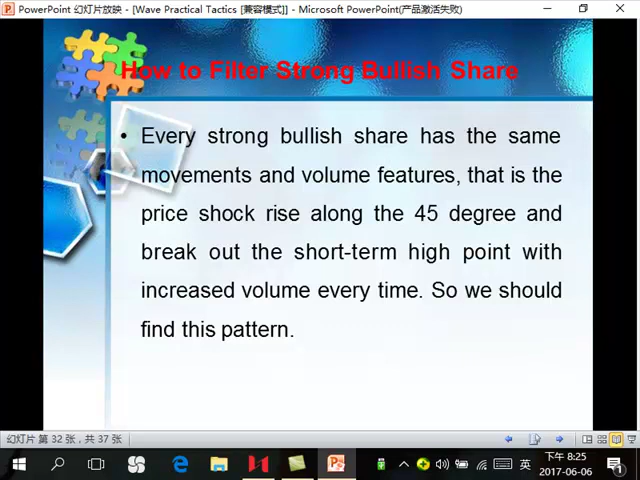 PowerPoint 幻灯片放映 - [Wave Practical Tactics [兼容模式]] - Microsoft PowerPoint(产品激活失败)
How to Filter Strong Bullish Share
• Every strong bullish share has the same
movements and volume features, that is the
price shock rise along the 45 degree and
break out the short-term high point with
increased volume every time. So we should
find this pattern.
幻灯片 第 32 张，共 37 张
英
下午 8:25
2017-06-06
1